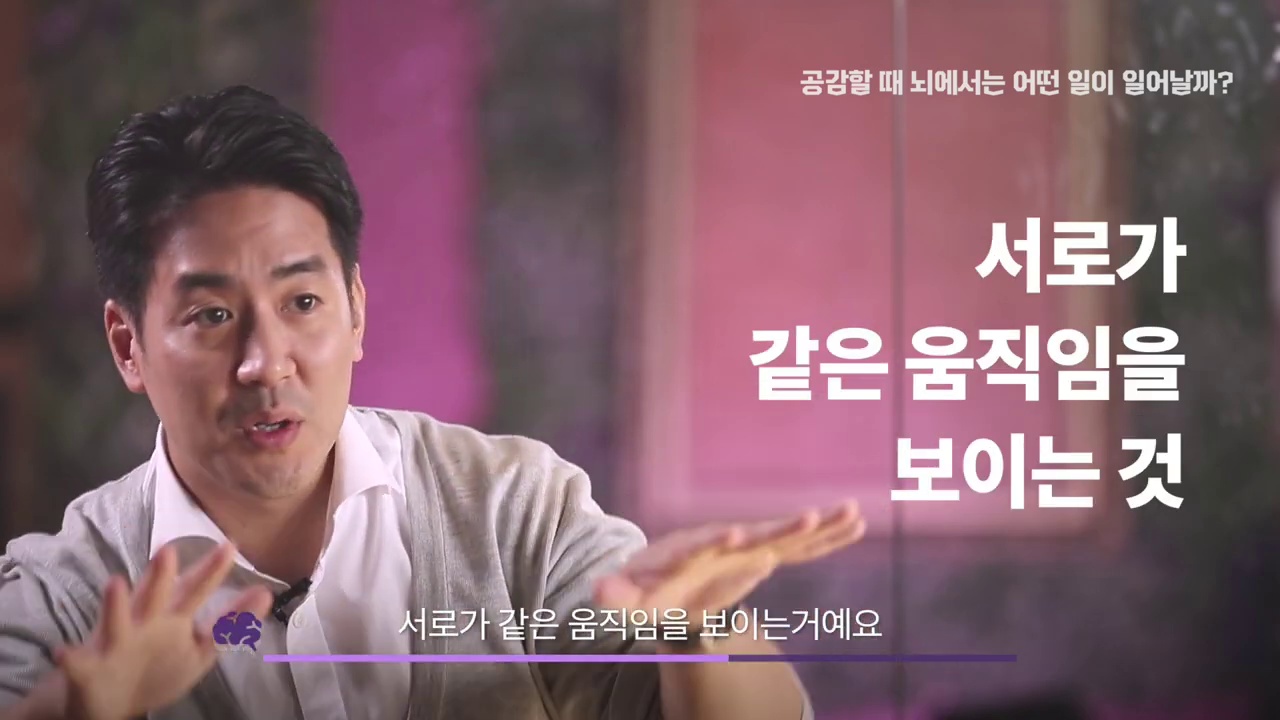 공감할 때 뇌에서는 어떤 일이 일어날까?
서로가
같은 움직임을
보이는 것
서로가 같은 움직임을 보이는거예요